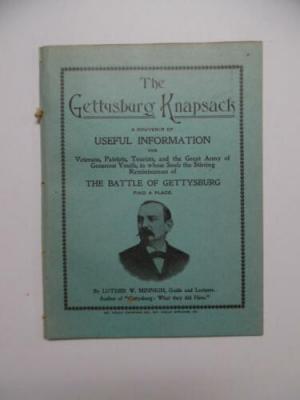 The
Gettysburg Knapsack
A SOUVENIR OF
USEFUL INFORMATION
FOR
Veterans, Patriots, Tourists, and the Great Army of
Generous Youth, in whose Souls the Stirring
Reminiscences of
THE BATTLE OF GETTYSBURG
FIND A PLACE.
By LUTHER W. MINNIGH, Guide and Lecturer.
Author of "Gettysburg: What they did Here."